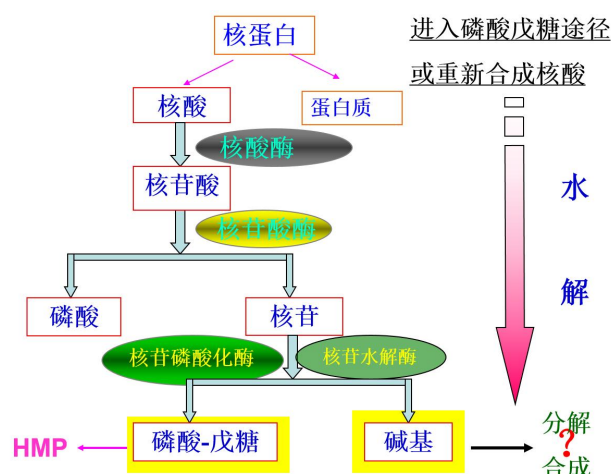 核蛋白
进入磷酸戊糖途径
或重新合成核酸
核酸
蛋白质
核酸酶
水
核苷酸
核苷酸酶
解
磷酸
核苷
核苷磷酸化酶
核苷水解酶
分解
HMP
磷酸-戊糖
碱基
?
合成